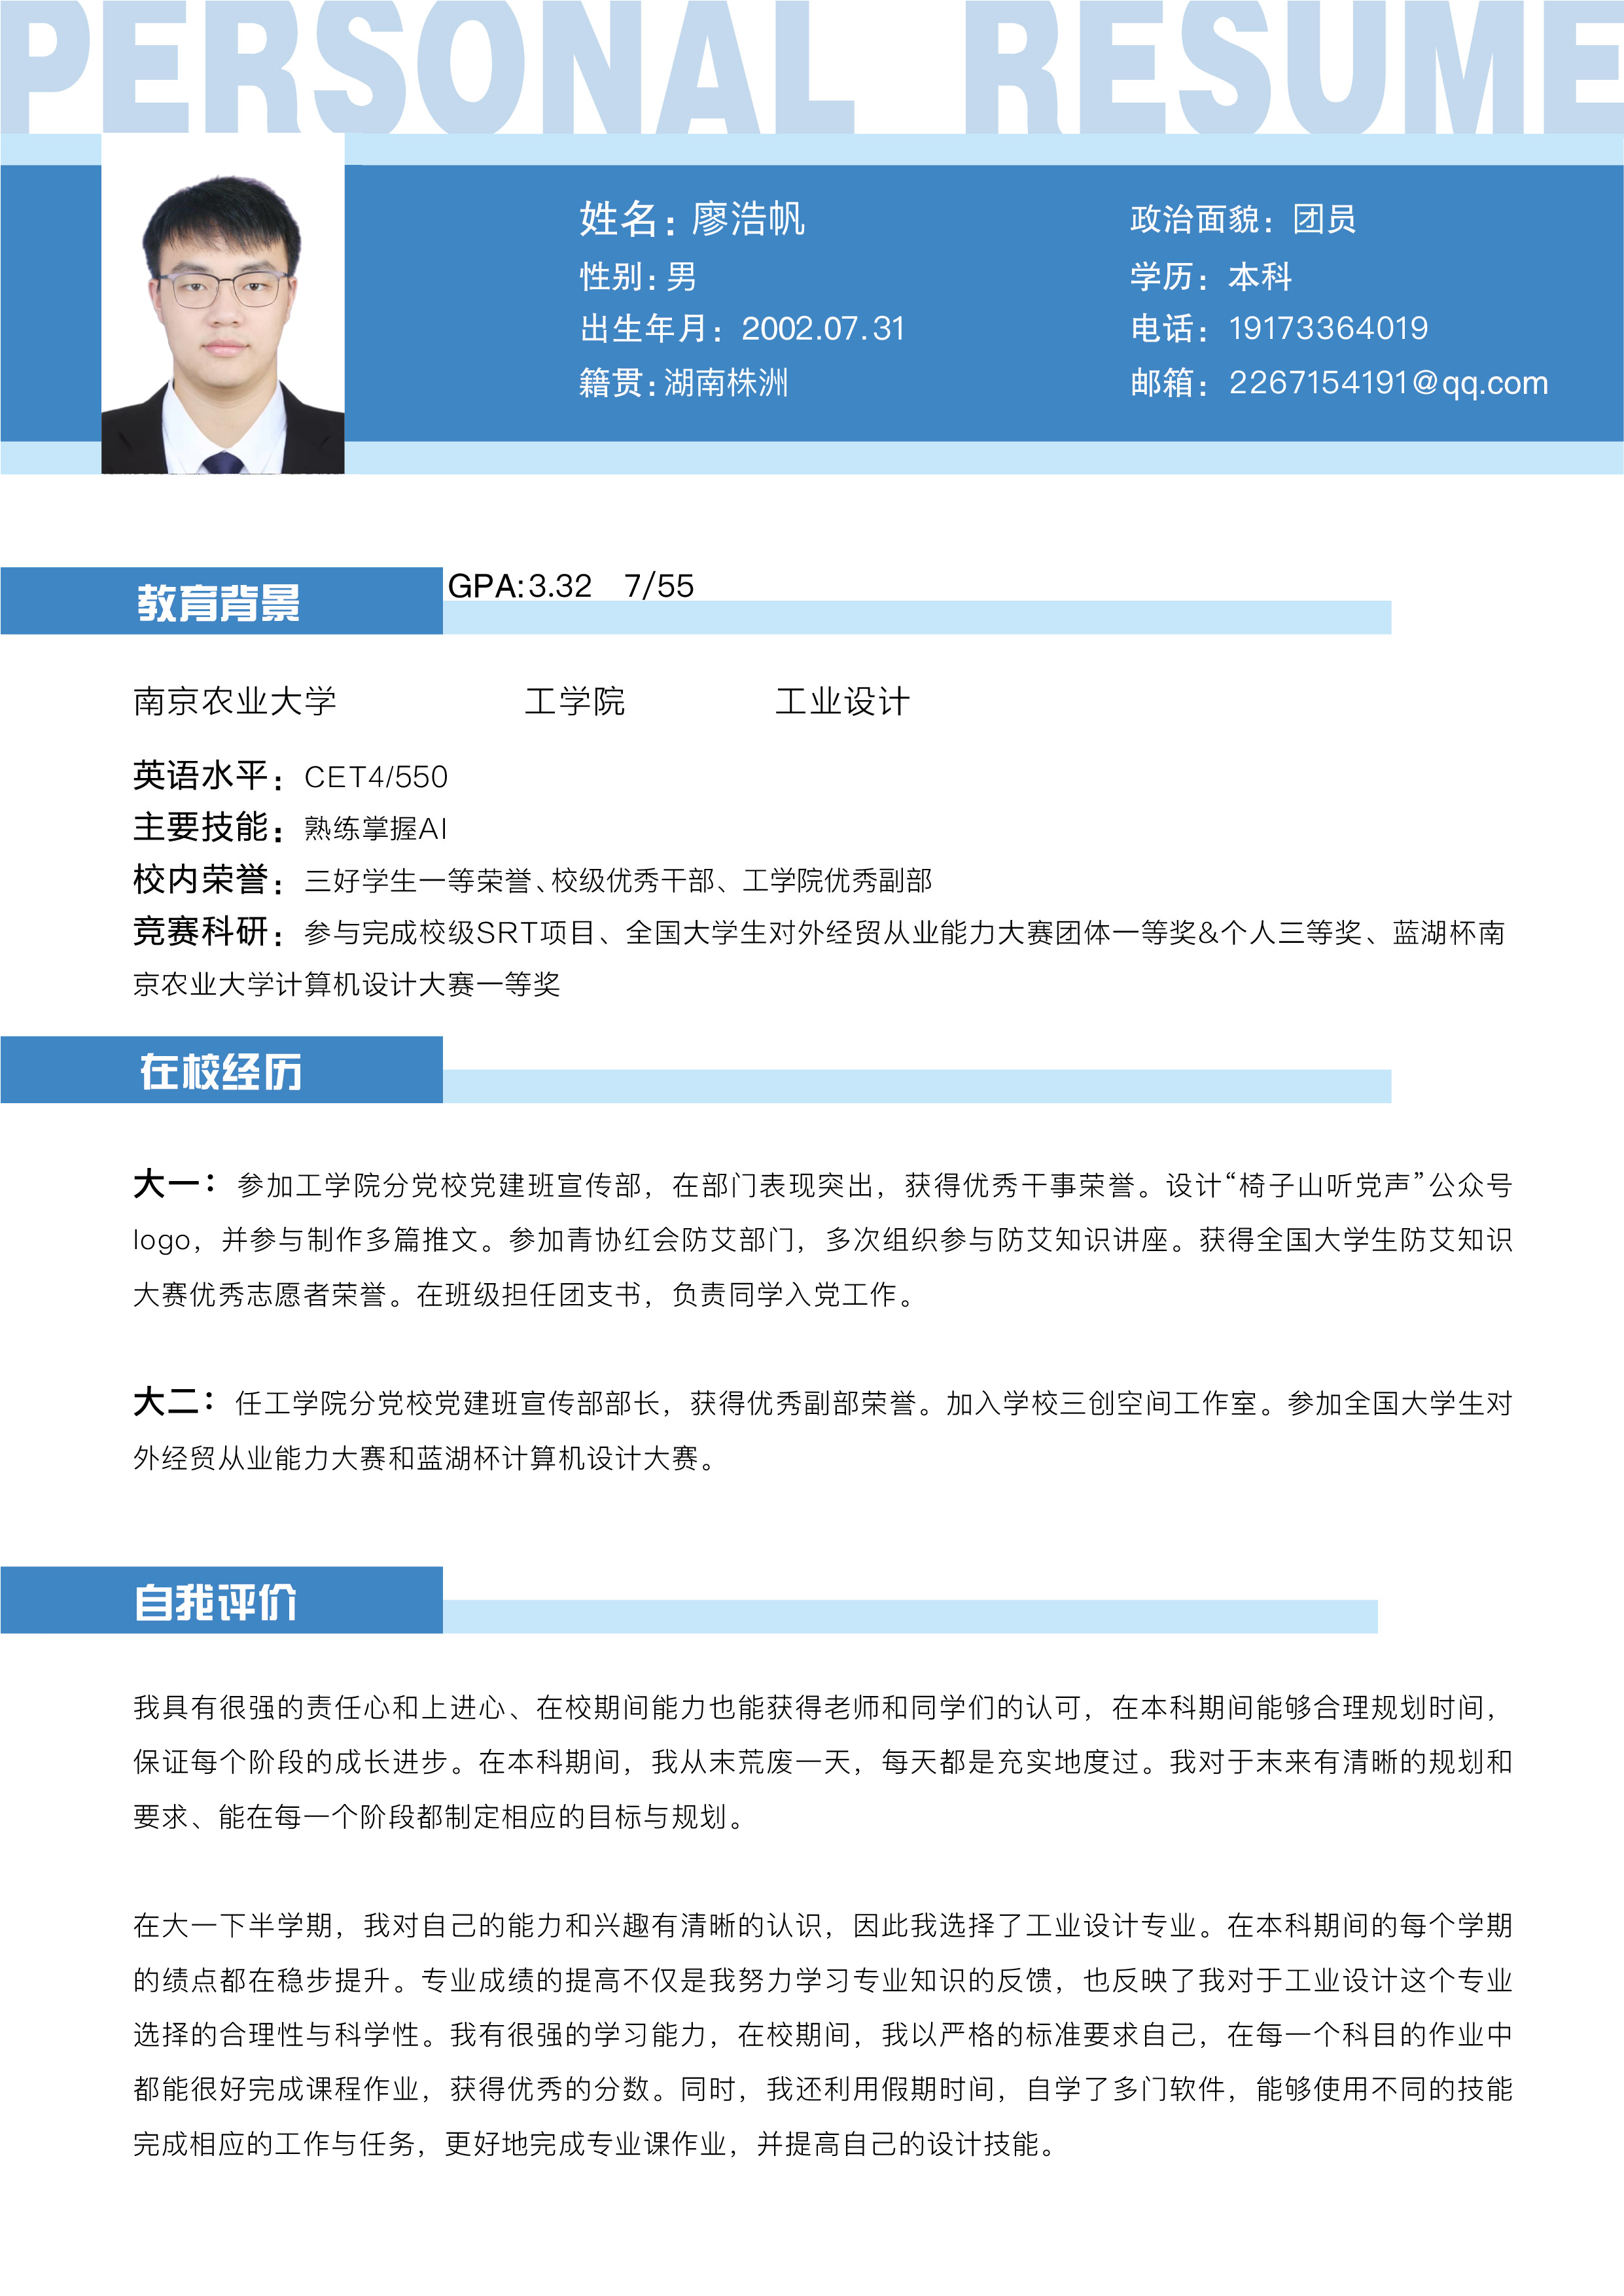 PERSONAL RESUME
姓名：廖浩帆
政治面貌：团员
性别：男
学历：本科
出生年月：2002.07.31
电话：19173364019
籍贯：湖南株洲
邮箱：2267154191@qq.com
教育背景
GPA:3.32 7/55
南京农业大学 工学院 工业设计
英语水平：CET4/550
主要技能：熟练掌握AI
校内荣誉：三好学生一等荣誉、校级优秀干部、工学院优秀副部
竞赛科研：参与完成校级SRT项目、全国大学生对外经贸从业能力大赛团体一等奖&个人三等奖、蓝湖杯南
京农业大学计算机设计大赛一等奖
在校经历
大一：参加工学院分党校党建班宣传部，在部门表现突出，获得优秀干事荣誉。设计“椅子山听党声”公众号
logo，并参与制作多篇推文。参加青协红会防艾部门，多次组织参与防艾知识讲座。获得全国大学生防艾知识
大赛优秀志愿者荣誉。在班级担任团支书，负责同学入党工作。
大二：任工学院分党校党建班宣传部部长，获得优秀副部荣誉。加入学校三创空间工作室。参加全国大学生对
外经贸从业能力大赛和蓝湖杯计算机设计大赛。
自我评价
我具有很强的责任心和上进心、在校期间能力也能获得老师和同学们的认可，在本科期间能够合理规划时间，
保证每个阶段的成长进步。在本科期间，我从末荒废一天，每天都是充实地度过。我对于末来有清晰的规划和
要求、能在每一个阶段都制定相应的目标与规划。
在大一下半学期，我对自己的能力和兴趣有清晰的认识，因此我选择了工业设计专业。在本科期间的每个学期
的绩点都在稳步提升。专业成绩的提高不仅是我努力学习专业知识的反馈，也反映了我对于工业设计这个专业
选择的合理性与科学性。我有很强的学习能力，在校期间，我以严格的标准要求自己，在每一个科目的作业中
都能很好完成课程作业，获得优秀的分数。同时，我还利用假期时间，自学了多门软件，能够使用不同的技能
完成相应的工作与任务，更好地完成专业课作业，并提高自己的设计技能。